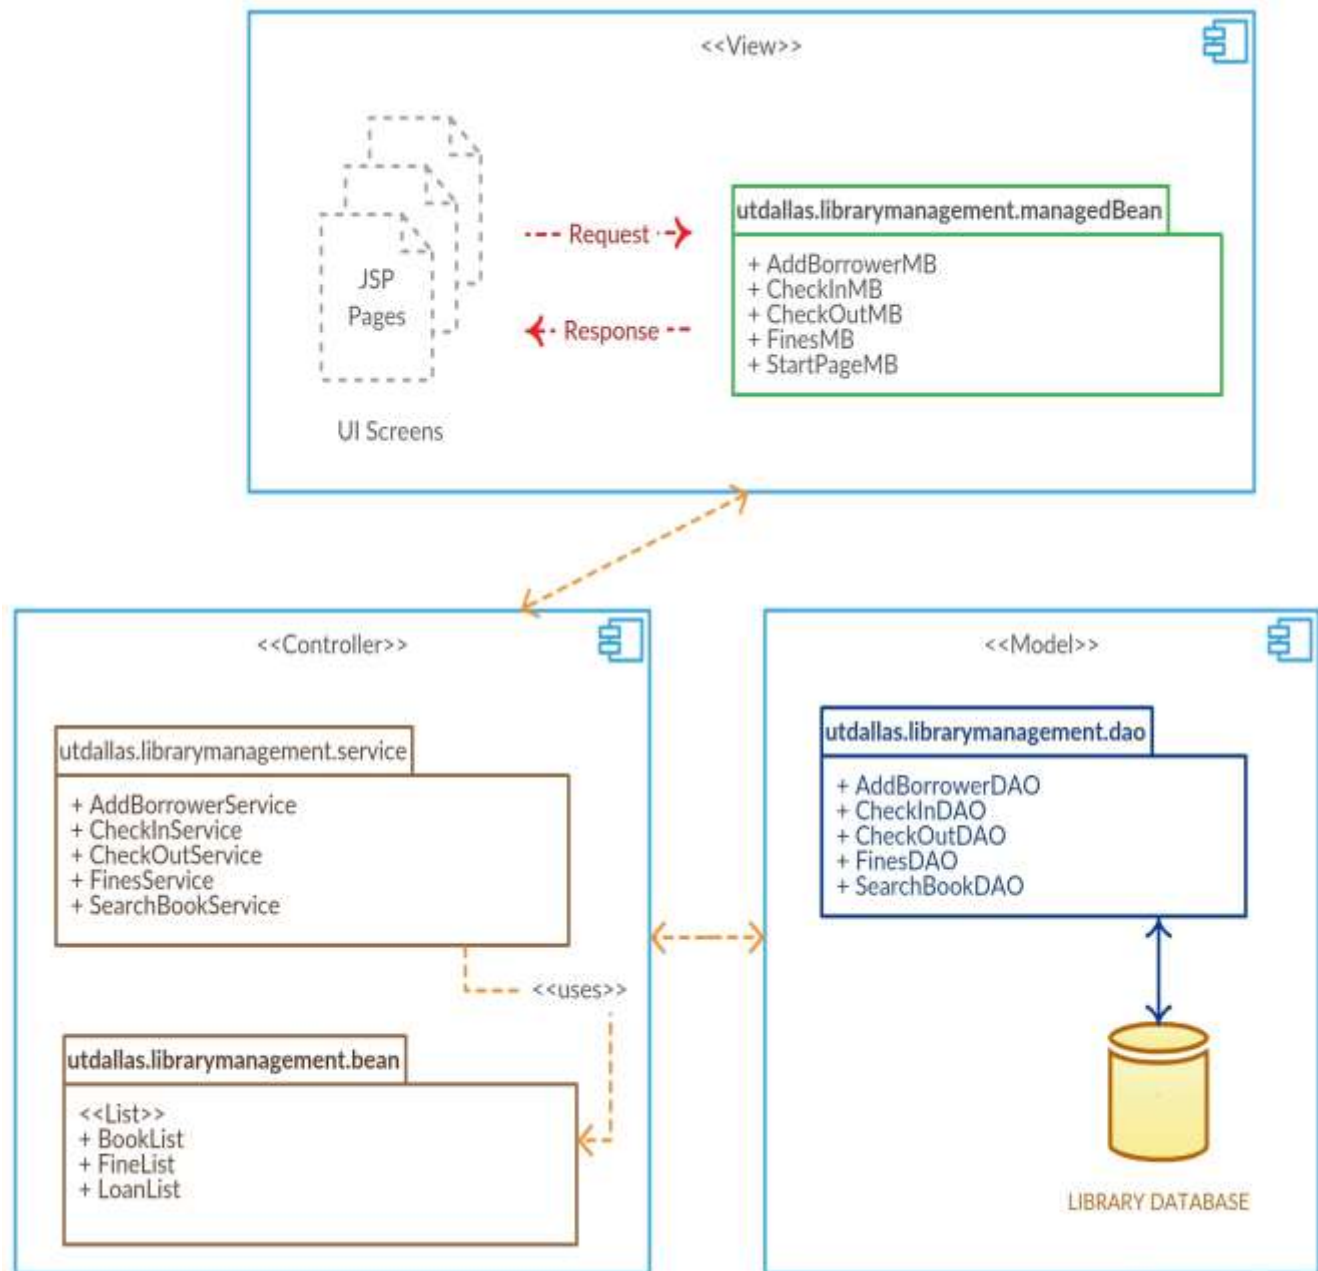 <<View>>
JSP
Pages
UI Screens
Request
Response
utdallas.librarymanagement.managedBean
+ AddBorrowerMB
+ CheckInMB
+ CheckOutMB
+ FinesMB
+ StartPageMB
<<Controller>>
utdallas.librarymanagement.service
+ AddBorrowerService
+ CheckInService
+ CheckOutService
+ FinesService
+ SearchBookService
<<uses>>
utdallas.librarymanagement.bean
<<List>>
+ BookList
+ FineList
+ LoanList
<<Model>>
utdallas.librarymanagement.dao
+ AddBorrowerDAO
+ CheckInDAO
+ CheckOutDAO
+ FinesDAO
+ SearchBookDAO
LIBRARY DATABASE